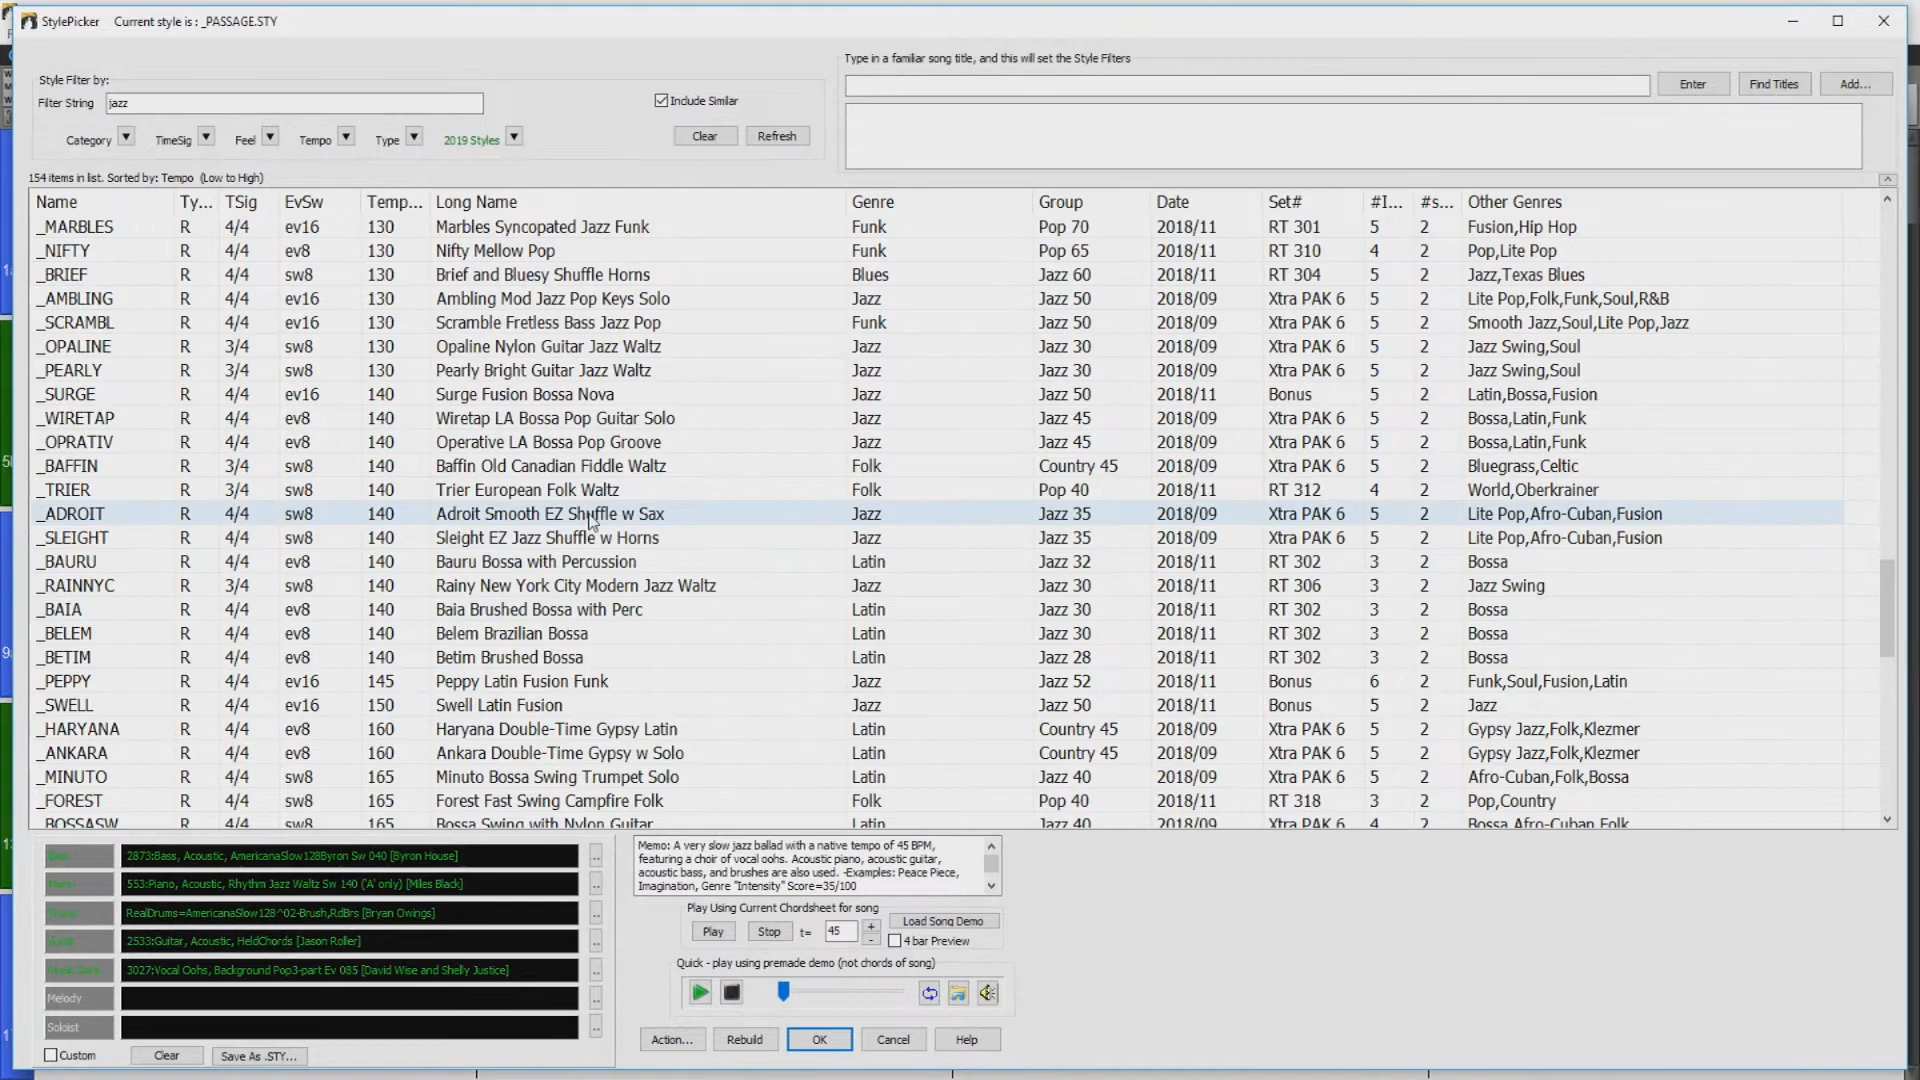 StylePicker Current style is : _PASSAGE.STY
Type in a familiar song title, and this will set the Style Filters
Style Filter by:
Filter String jazz Include Similar Enter Find Titles Add...
Category TimeSig Feel Tempo Type 2019 Styles Clear Refresh
154 items in list. Sorted by: Tempo (Low to High)
Name Ty... TSig EvSw Temp... Long Name Genre Group Date Set# #I... #s... Other Genres
_MARBLES R 4/4 ev16 130 Marbles Syncopated Jazz Funk Funk Pop 70 2018/11 RT 301 5 2 Fusion,Hip Hop
_NIFTY R 4/4 ev8 130 Nifty Mellow Pop Pop 65 2018/11 RT 310 4 2 Pop,Lite Pop
_BRIEF R 4/4 sw8 130 Brief and Bluesy Shuffle Horns Blues Jazz 60 2018/11 RT 304 5 2 Jazz,Texas Blues
_AMBLING R 4/4 ev16 130 Ambling Mod Jazz Pop Keys Solo Jazz Jazz 50 2018/09 Xtra PAK 6 5 2 Lite Pop,Folk,Funk,Soul,R&B
_SCRAMBL R 4/4 ev16 130 Scramble Fretless Bass Jazz Pop Funk Jazz 50 2018/09 Xtra PAK 6 5 2 Smooth Jazz,Soul,Lite Pop,Jazz
_OPALINE R 3/4 sw8 130 Opaline Nylon Guitar Jazz Waltz Jazz Jazz 30 2018/09 Xtra PAK 6 5 2 Jazz Swing,Soul
_PEARLY R 3/4 sw8 130 Pearly Bright Guitar Jazz Waltz Jazz Jazz 30 2018/09 Xtra PAK 6 5 2 Jazz Swing,Soul
_SURGE R 4/4 ev16 140 Surge Fusion Bossa Nova Jazz Jazz 50 2018/09 Bonus 5 2 Latin,Bossa,Fusion
_WIRETAP R 4/4 ev8 140 Wiretap LA Bossa Pop Guitar Solo Jazz Jazz 45 2018/09 Xtra PAK 6 5 2 Bossa,Latin,Funk
_OPRATIV R 4/4 ev8 140 Operative LA Bossa Pop Groove Jazz Jazz 45 2018/09 Xtra PAK 6 5 2 Bossa,Latin,Funk
_BAFFIN R 3/4 sw8 140 Baffin Old Canadian Fiddle Waltz Folk Country 45 2018/09 Xtra PAK 6 5 2 Bluegrass,Celtic
_TRIER R 3/4 sw8 140 Trier European Folk Waltz Folk Pop 40 2018/11 RT 312 4 2 World,Oberkrainer
_ADROIT R 4/4 sw8 140 Adroit Smooth EZ Shuffle w Sax Jazz Jazz 35 2018/09 Xtra PAK 6 5 2 Lite Pop,Afro-Cuban,Fusion
_SLEIGHT R 4/4 sw8 140 Sleight EZ Jazz Shuffle w Horns Jazz Jazz 35 2018/09 Xtra PAK 6 5 2 Lite Pop,Afro-Cuban,Fusion
_BAURU R 4/4 ev8 140 Bauru Bossa with Percussion Latin Jazz 32 2018/11 RT 302 3 2 Bossa
_RAINNYC R 3/4 sw8 140 Rainy New York City Modern Jazz Waltz Jazz Jazz 30 2018/11 RT 306 3 2 Jazz Swing
_BAIA R 4/4 ev8 140 Baia Brushed Bossa with Perc Latin Jazz 30 2018/11 RT 302 3 2 Bossa
_BELEM R 4/4 ev8 140 Belem Brazilian Bossa Latin Jazz 30 2018/11 RT 302 3 2 Bossa
_BETIM R 4/4 ev8 140 Betim Brushed Bossa Latin Jazz 28 2018/11 RT 302 3 2 Bossa
_PEPPY R 4/4 ev16 145 Peppy Latin Fusion Funk Jazz Jazz 52 2018/11 Bonus 6 2 Funk,Soul,Fusion,Latin
_SWELL R 4/4 ev16 150 Swell Latin Fusion Jazz Jazz 50 2018/11 Bonus 5 2 Jazz
_HARYANA R 4/4 ev8 160 Haryana Double-Time Gypsy Latin Latin Country 45 2018/09 Xtra PAK 6 5 2 Gypsy Jazz,Folk,Klezmer
_ANKARA R 4/4 ev8 160 Ankara Double-Time Gypsy w Solo Latin Country 45 2018/09 Xtra PAK 6 5 2 Gypsy Jazz,Folk,Klezmer
_MINUTO R 4/4 sw8 165 Minuto Bossa Swing Trumpet Solo Latin Jazz 40 2018/09 Xtra PAK 6 5 2 Afro-Cuban,Folk,Bossa
_FOREST R 4/4 sw8 165 Forest Fast Swing Campfire Folk Folk Pop 40 2018/11 RT 318 3 2 Pop,Country
_BOSSASW R 4/4 sw8 165 Bossa Swing with Nylon Guitar Latin Jazz 40 2018/09 Xtra PAK 6 4 2 Bossa,Afro-Cuban,Folk
2873:Bass, Acoustic, AmericanaSlow128Byron Sw 040 [Byron House]
553:Piano, Acoustic, Rhythm Jazz Waltz Sw 140 ('A' only) [Miles Black]
RealDrums=AmericanaSlow128^02-Brush,RdBrs [Bryan Owings]
2533:Guitar, Acoustic, HeldChords [Jason Roller]
3027:Vocal Oohs, Background Pop3-part Ev 085 [David Wise and Shelly Justice]
Melody
Soloist
Custom Clear Save As .STY...
Memo: A very slow jazz ballad with a native tempo of 45 BPM,
featuring a choir of vocal oohs. Acoustic piano, acoustic guitar,
acoustic bass, and brushes are also used. -Examples: Peace Piece,
Imagination, Genre "Intensity" Score=35/100
Play Using Current Chordsheet for song
Play Stop t= 45 + - Load Song Demo
4 bar Preview
Quick - play using premade demo (not chords of song)
Action... Rebuild OK Cancel Help